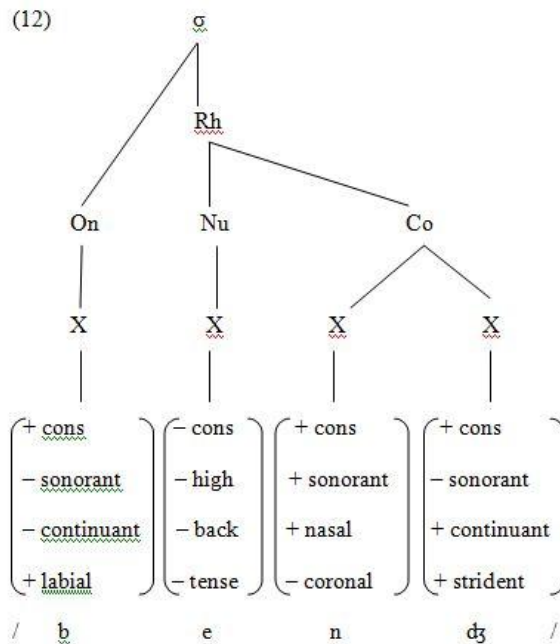 (12) σ
Rh
On Nu Co
X X X X
+ cons − cons + cons + cons
− sonorant − high + sonorant − sonorant
− continuant − back + nasal + continuant
+ labial − tense − coronal + strident
/ b e n ʤ /